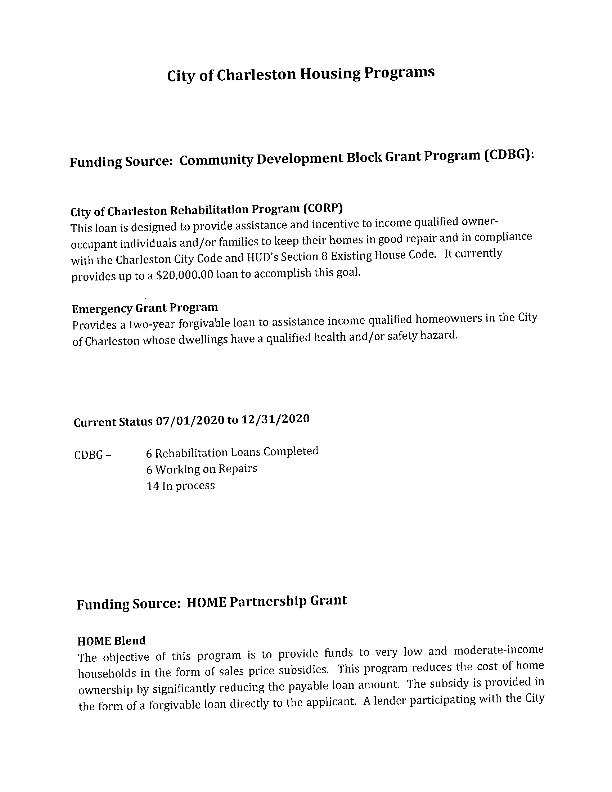 City of Charleston Housing Programs
Funding Source: Community Development Block Grant Program (CDBG):
City of Charleston Rehabilitation Program (CORP)
This loan is designed to provide assistance and incentive to income qualified owner-
occupant individuals and/or families to keep their homes in good repair and in compliance
with the Charleston City Code and HUD's Section 8 Existing House Code. It currently
provides up to a $20,000.00 loan to accomplish this goal.
Emergency Grant Program
Provides a two-year forgivable loan to assistance income qualified homeowners in the City
of Charleston whose dwellings have a qualified health and/or safety hazard.
Current Status 07/01/2020 to 12/31/2020
CDBG – 6 Rehabilitation Loans Completed
6 Working on Repairs
14 In process
Funding Source: HOME Partnership Grant
HOME Blend
The objective of this program is to provide funds to very low and moderate-income
households in the form of sales price subsidies. This program reduces the cost of home
ownership by significantly reducing the payable loan amount. The subsidy is provided in
the form of a forgivable loan directly to the applicant. A lender participating with the City